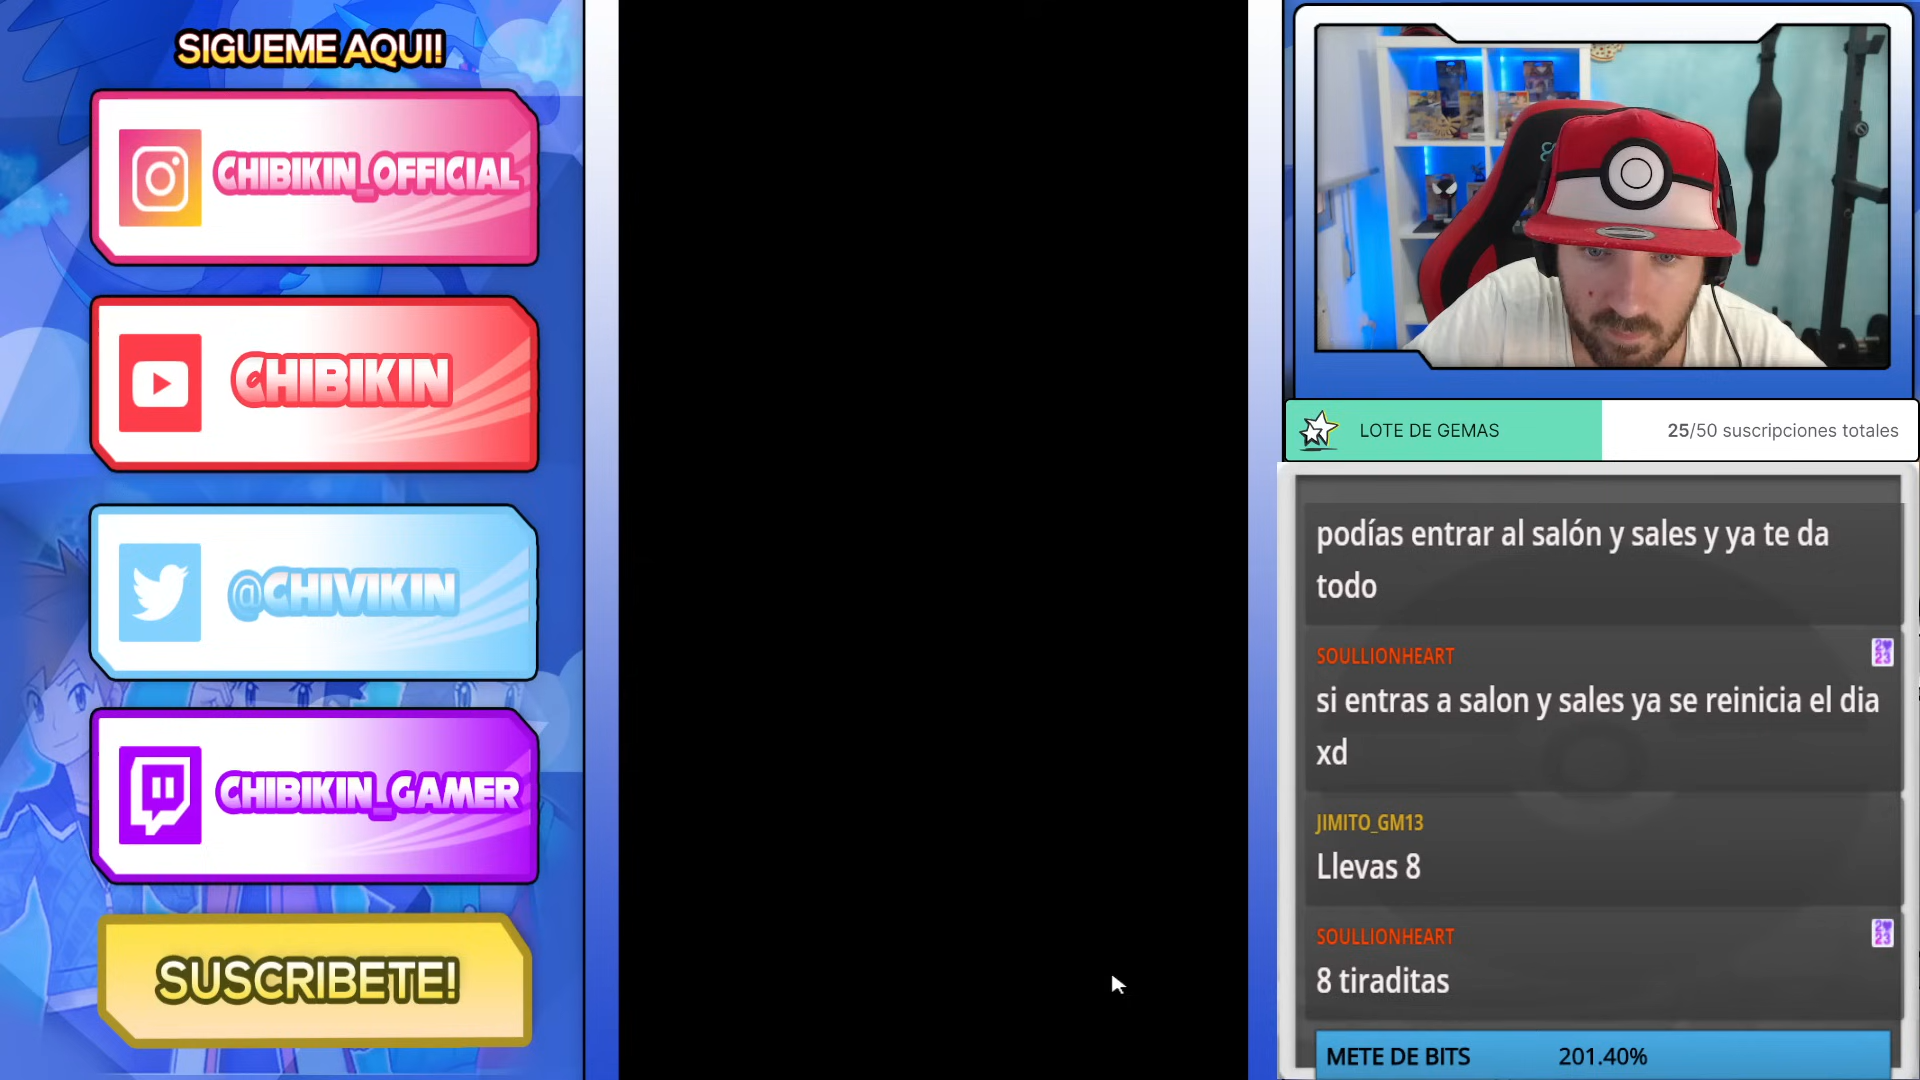 SIGUEME AQUI!
CHIBIKIN_OFFICIAL
CHIBIKIN
@CHIVIKIN
CHIBIKIN_GAMER
SUSCRIBETE!
LOTE DE GEMAS
25/50 suscripciones totales
podías entrar al salón y sales y ya te da
todo
SOULLIONHEART
si entras a salon y sales ya se reinicia el dia
xd
JIMITO_GM13
Llevas 8
SOULLIONHEART
8 tiraditas
METE DE BITS 201.40%